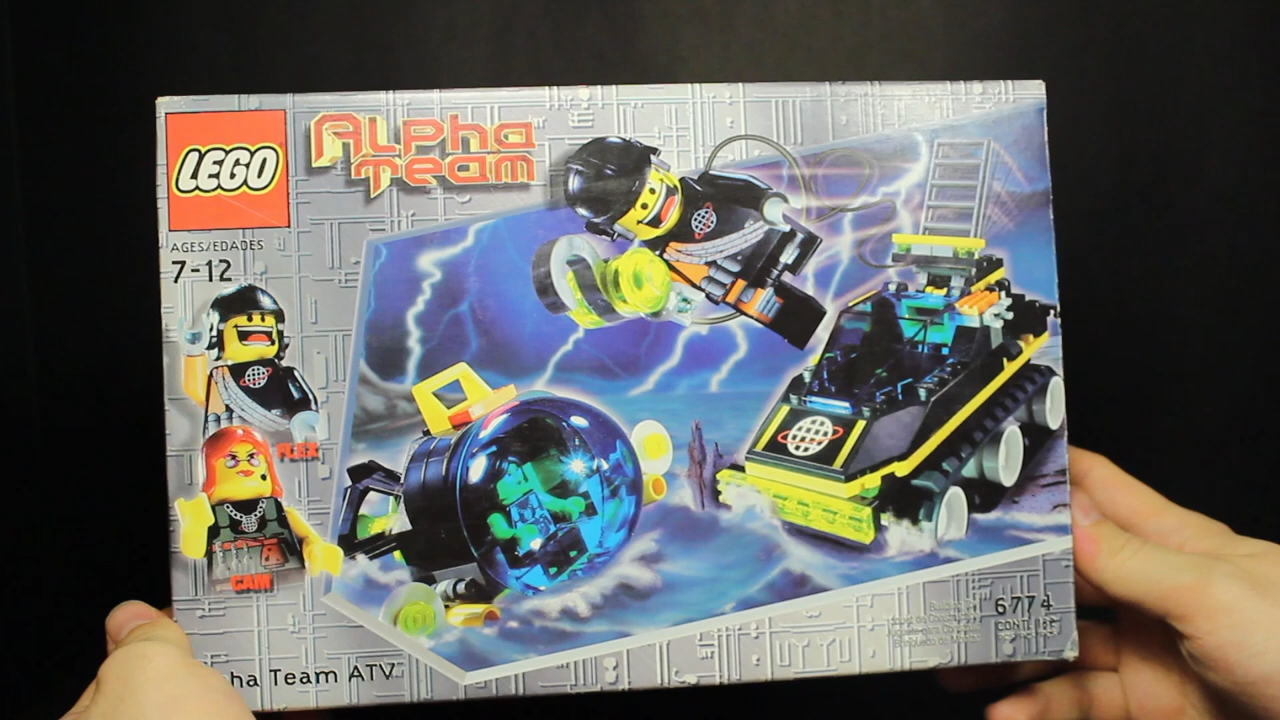 LEGO
ALPHA
TEAM
AGES/EDADES
7-12
FLEX
CAM
6774
ha Team ATV